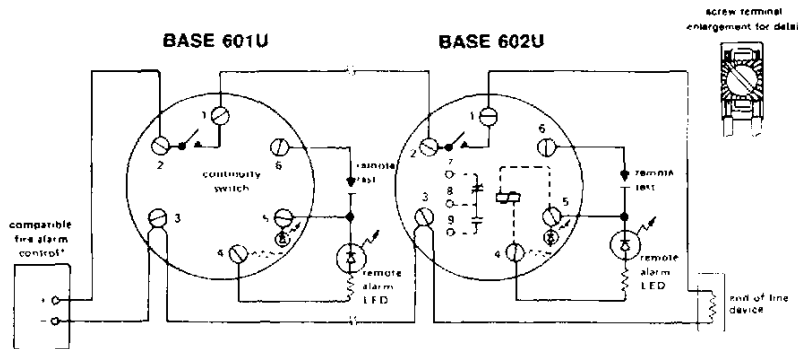 screw terminal
enlargement for detail
BASE 601U
BASE 602U
1
2
6
continuity
switch
remote
test
3
5
4
remote
alarm
LED
compatible
fire alarm
control*
+
−
1
2
6
7
8
9
3
5
4
remote
test
remote
alarm
LED
end of line
device